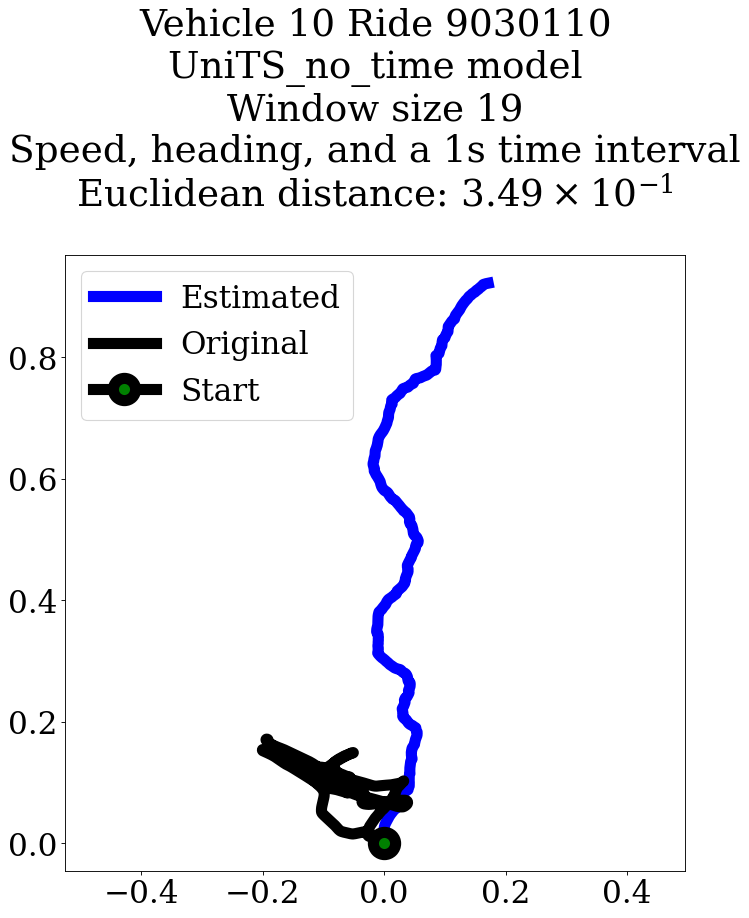 Vehicle 10 Ride 9030110
UniTS_no_time model
Window size 19
Speed, heading, and a 1s time interval
Euclidean distance: 3.49 × 10⁻¹
Estimated
Original
Start
0.8
0.6
0.4
0.2
0.0
−0.4 −0.2 0.0 0.2 0.4